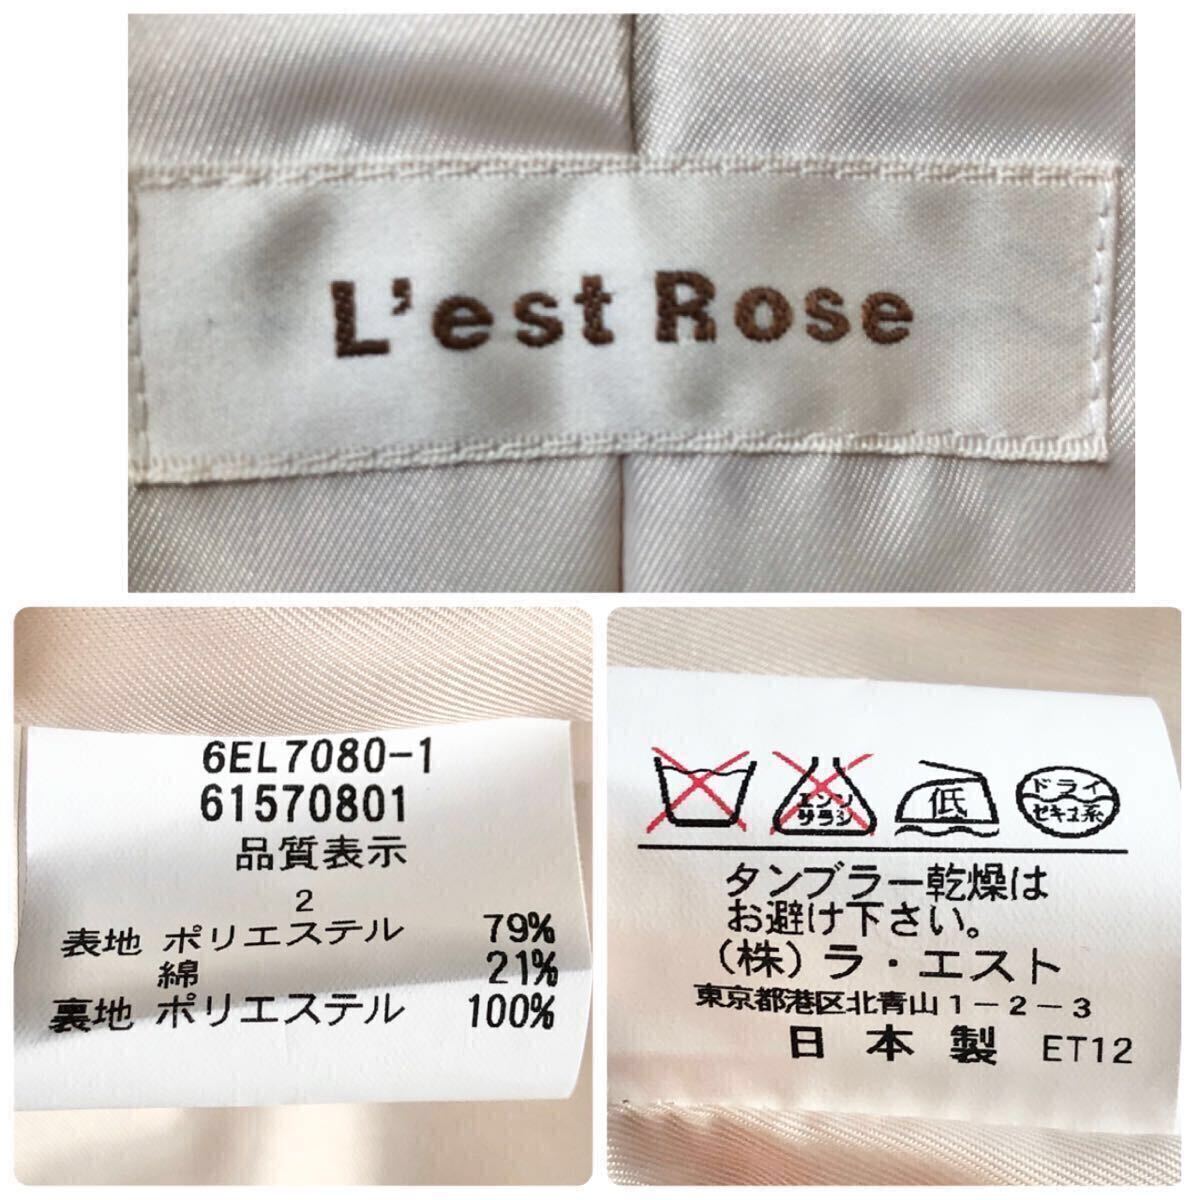 L'est Rose
6EL7080-1
61570801
品質表示
2
表地 ポリエステル 79%
綿 21%
裏地 ポリエステル 100%
エンソ サラシ
低
ドライ セキユ系
タンブラー乾燥は
お避け下さい。
(株)ラ・エスト
東京都港区北青山1-2-3
日本製 ET12